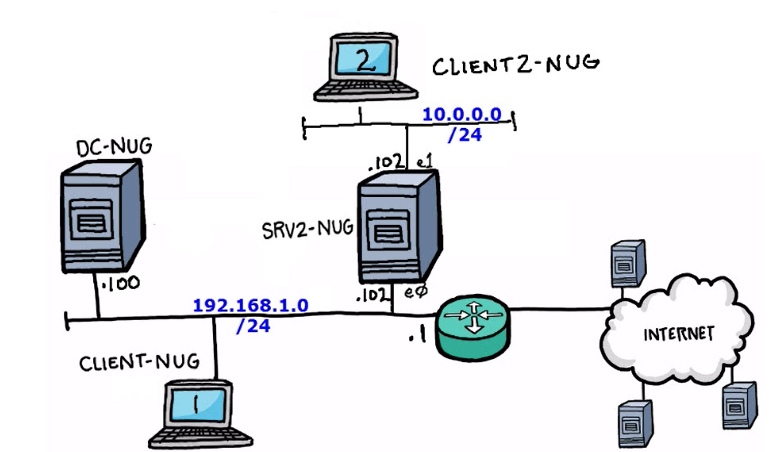 2
CLIENT2-NUG
10.0.0.0
/24
DC-NUG
.102 e1
SRV2-NUG
.100
.102 eø
192.168.1.0
/24
.1
INTERNET
CLIENT-NUG
1